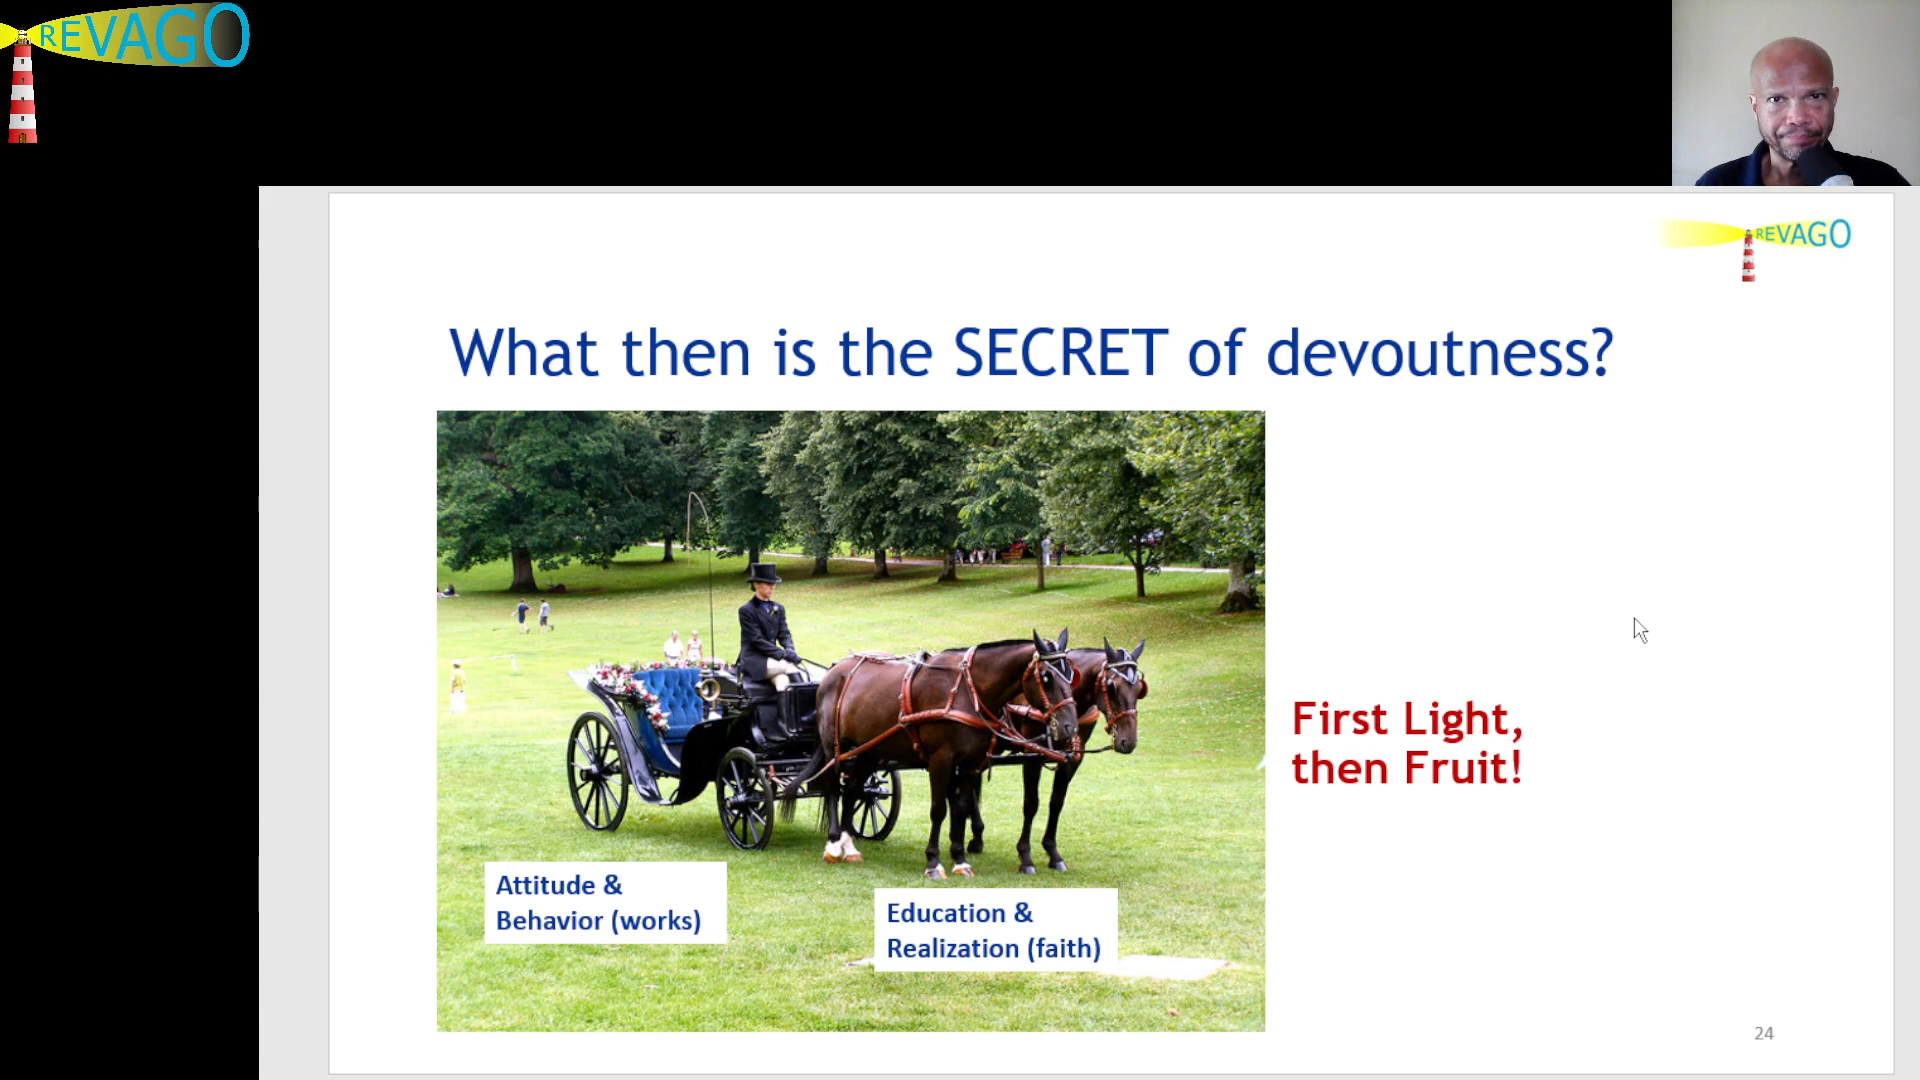 REVAGO
REVAGO
What then is the SECRET of devoutness?
First Light,
then Fruit!
Attitude &
Behavior (works)
Education &
Realization (faith)
24